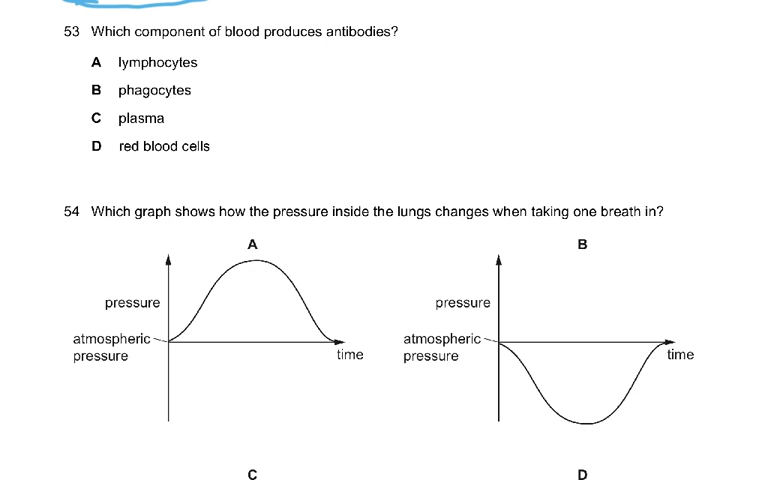 53 Which component of blood produces antibodies?
A lymphocytes
B phagocytes
C plasma
D red blood cells
54 Which graph shows how the pressure inside the lungs changes when taking one breath in?
A
B
pressure
atmospheric
pressure
time
pressure
atmospheric
pressure
time
C
D